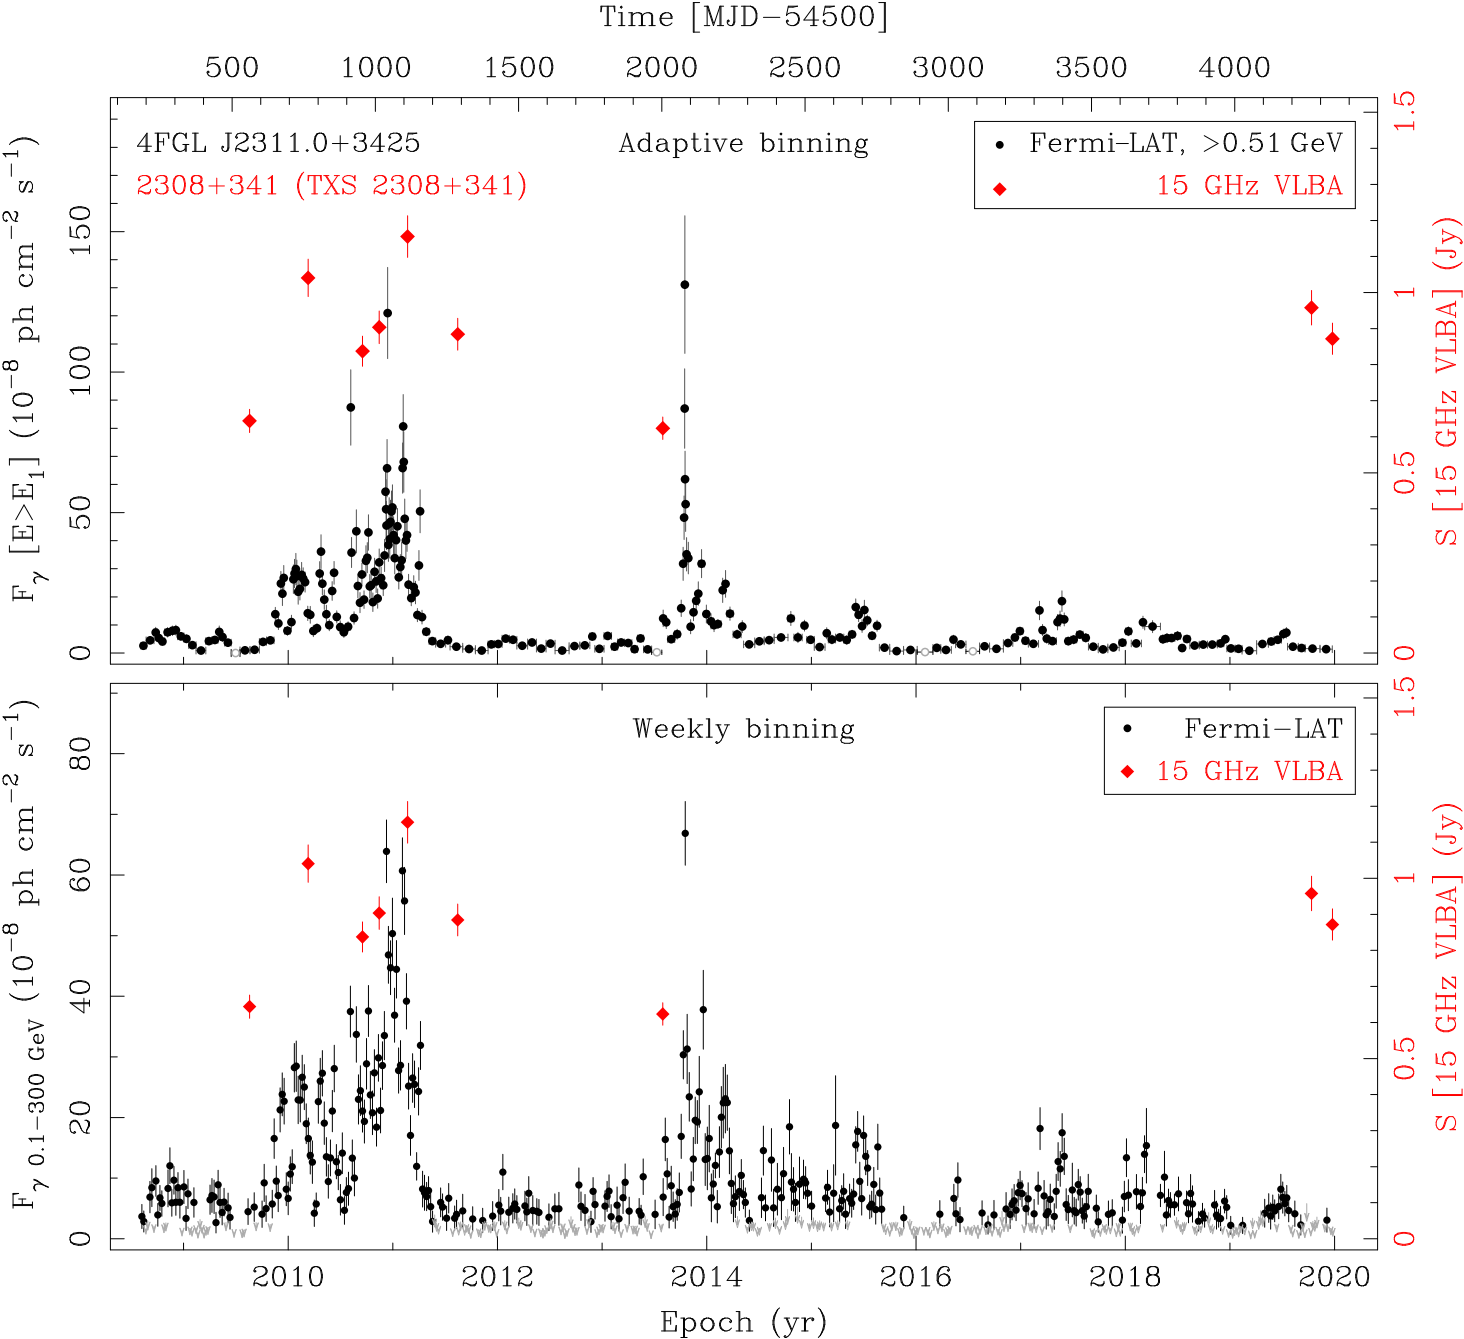 Time [MJD−54500]
500 1000 1500 2000 2500 3000 3500 4000
4FGL J2311.0+3425
2308+341 (TXS 2308+341)
Adaptive binning
Fermi−LAT, >0.51 GeV
15 GHz VLBA
F γ [E>E1] (10−8 ph cm−2 s−1)
0 50 100 150
S [15 GHz VLBA] (Jy)
0 0.5 1 1.5
Weekly binning
Fermi−LAT
15 GHz VLBA
F γ 0.1−300 GeV (10−8 ph cm−2 s−1)
0 20 40 60 80
S [15 GHz VLBA] (Jy)
0 0.5 1 1.5
2010 2012 2014 2016 2018 2020
Epoch (yr)